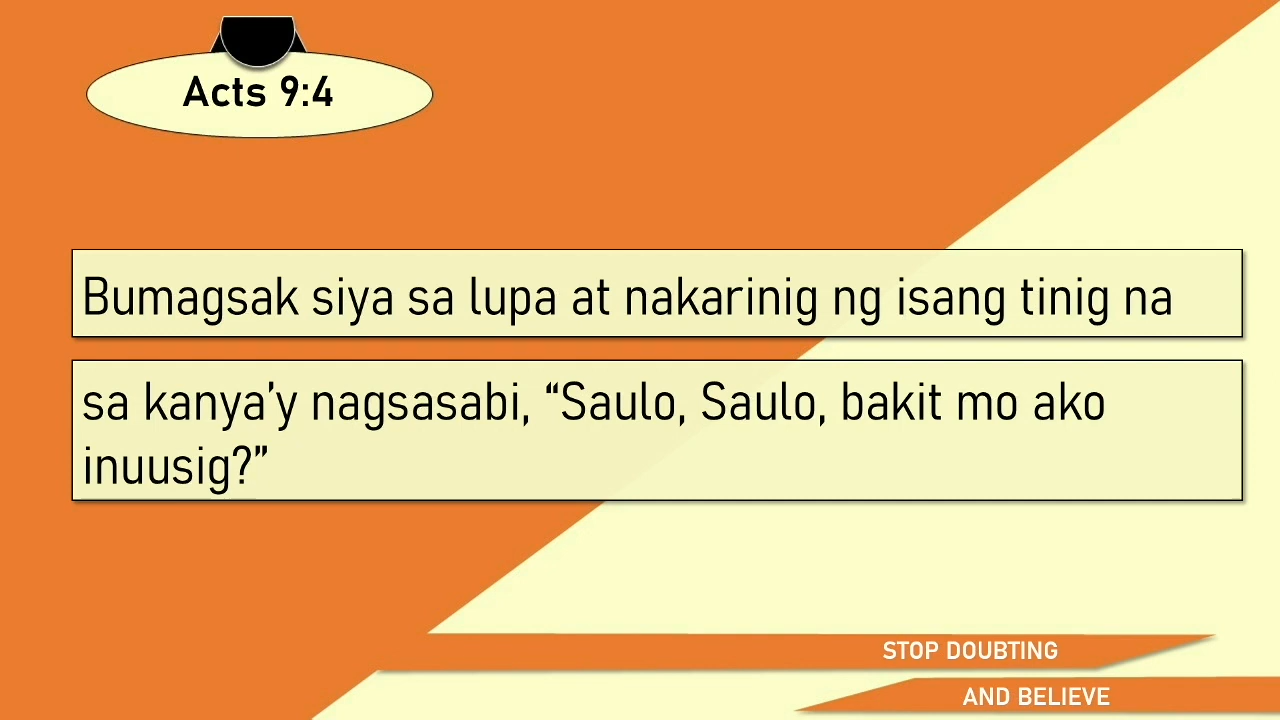 Acts 9:4
Bumagsak siya sa lupa at nakarinig ng isang tinig na
sa kanya’y nagsasabi, “Saulo, Saulo, bakit mo ako
inuusig?”
STOP DOUBTING
AND BELIEVE